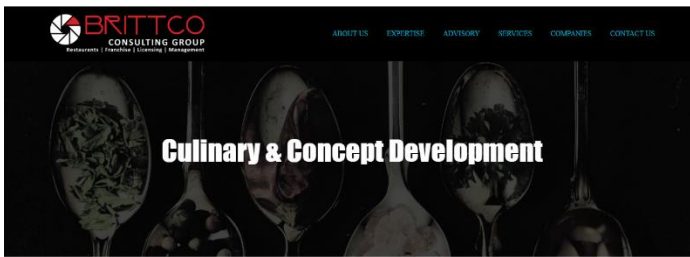 BRITTCO
CONSULTING GROUP
Restaurants | Franchise | Licensing | Management
ABOUT US EXPERTISE ADVISORY SERVICES COMPANIES CONTACT US
Culinary & Concept Development